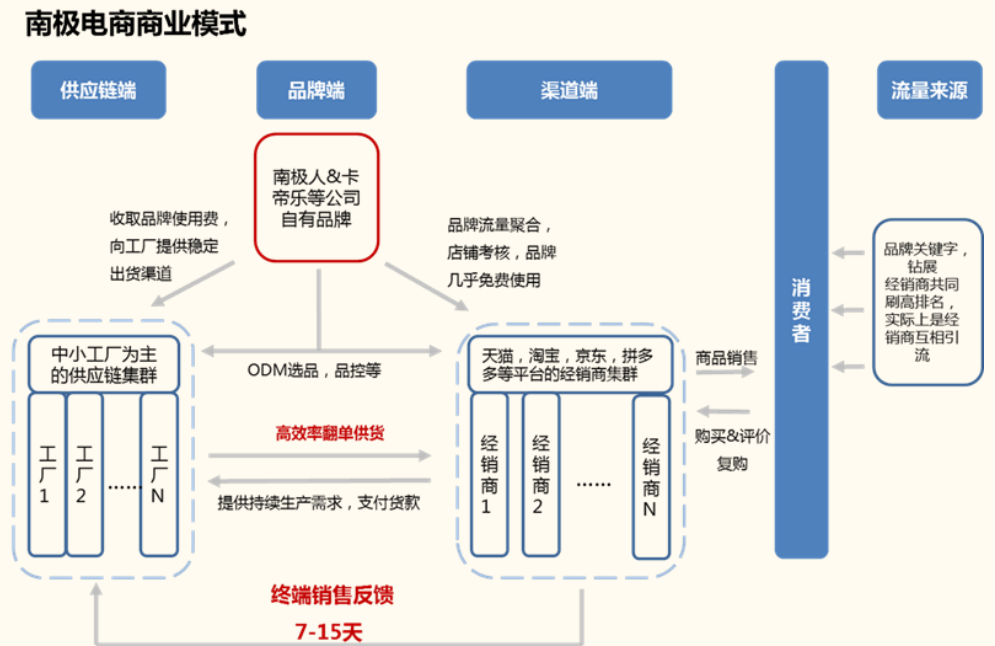 南极电商商业模式
供应链端
品牌端
渠道端
流量来源
南极人&卡
帝乐等公司
自有品牌
收取品牌使用费，
向工厂提供稳定
出货渠道
品牌流量聚合，
店铺考核，品牌
几乎免费使用
中小工厂为主
的供应链集群
ODM选品，品控等
天猫，淘宝，京东，拼多
多等平台的经销商集群
工厂1
工厂2
……
工厂N
高效率翻单供货
提供持续生产需求，支付货款
经销商1
经销商2
……
经销商N
商品销售
购买&评价
复购
消费者
品牌关键字，
钻展
经销商共同
刷高排名，
实际上是经
销商互相引
流
终端销售反馈
7-15天